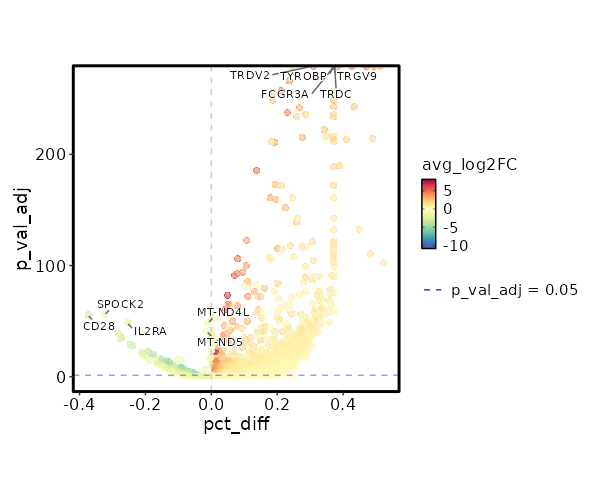 TRDV2 TYROBP TRGV9
FCGR3A TRDC
avg_log2FC
5
0
-5
-10
p_val_adj = 0.05
p_val_adj
200
100
0
SPOCK2
CD28
IL2RA
MT-ND4L
MT-ND5
-0.4 -0.2 0.0 0.2 0.4
pct_diff